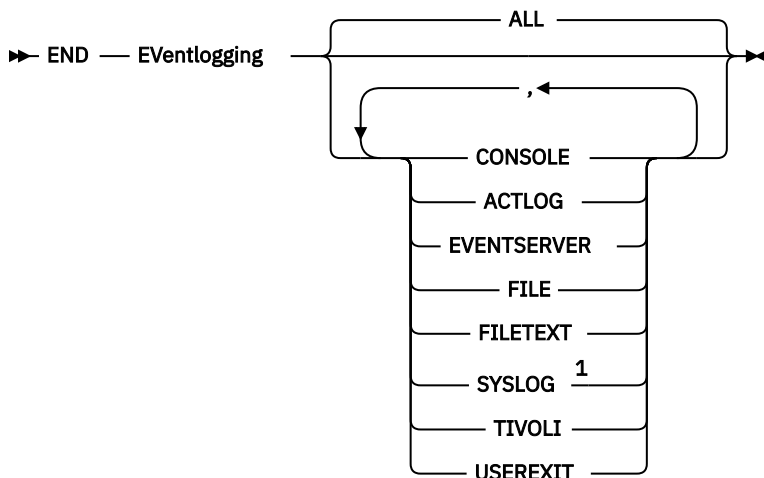 ALL
END EVentlogging
,
CONSOLE
ACTLOG
EVENTSERVER
FILE
FILETEXT
SYSLOG 1
TIVOLI
USEREXIT